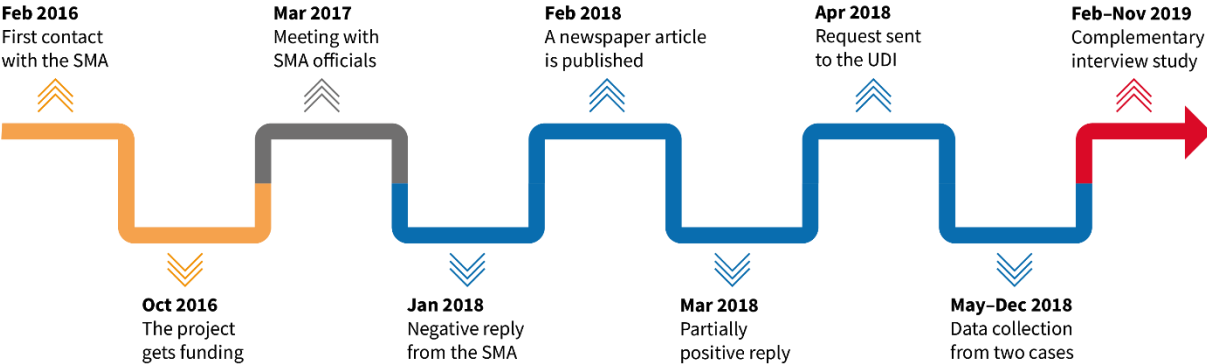 Feb 2016
First contact
with the SMA
Mar 2017
Meeting with
SMA officials
Feb 2018
A newspaper article
is published
Apr 2018
Request sent
to the UDI
Feb–Nov 2019
Complementary
interview study
Oct 2016
The project
gets funding
Jan 2018
Negative reply
from the SMA
Mar 2018
Partially
positive reply
May–Dec 2018
Data collection
from two cases